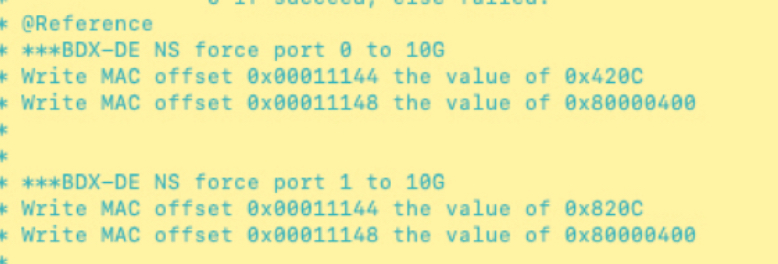 * 0 if succeed, else failed.
* @Reference
* ***BDX-DE NS force port 0 to 10G
* Write MAC offset 0x00011144 the value of 0x420C
* Write MAC offset 0x00011148 the value of 0x80000400
*
*
* ***BDX-DE NS force port 1 to 10G
* Write MAC offset 0x00011144 the value of 0x820C
* Write MAC offset 0x00011148 the value of 0x80000400
*